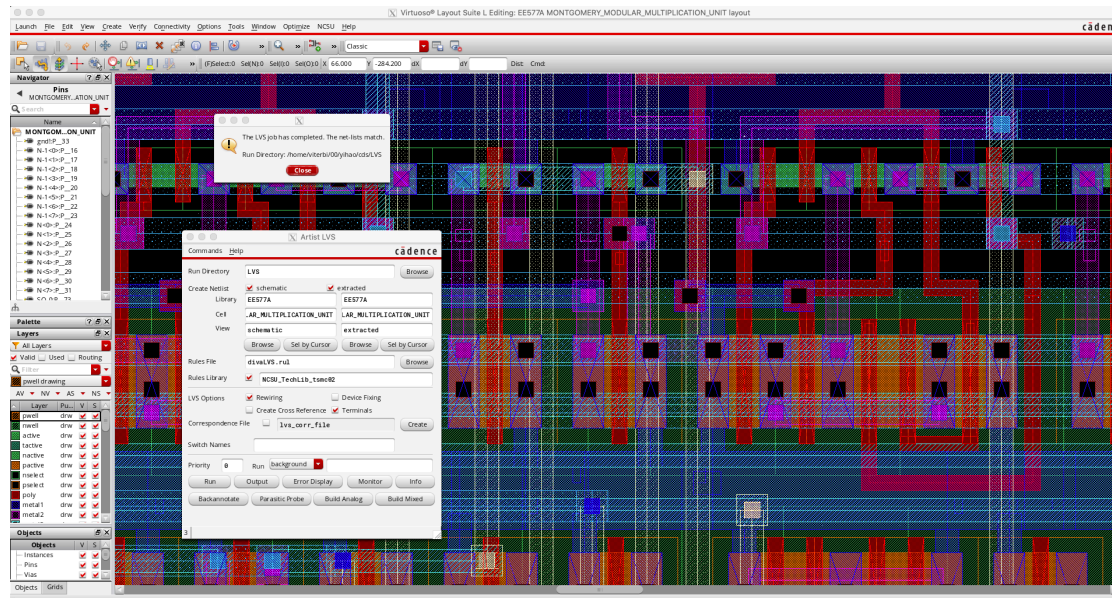 Virtuoso® Layout Suite L Editing: EE577A MONTGOMERY_MODULAR_MULTIPLICATION_UNIT layout
Launch File Edit View Create Verify Connectivity Options Tools Window Optimize NCSU Help
cāden
» » » Classic
» (F)Select:0 Sel(N):0 Sel(I):0 Sel(O):0 X 66.000 Y -284.200 dX dY Dist: Cmd:
Navigator
Pins
MONTGOMERY...ATION_UNIT
Search
Name
MONTGOM...ON_UNIT
gnd!:P__33
N-1<0>:P__16
N-1<1>:P__17
N-1<2>:P__18
N-1<3>:P__19
N-1<4>:P__20
N-1<5>:P__21
N-1<6>:P__22
N-1<7>:P__23
N<0>:P__24
N<1>:P__25
N<2>:P__26
N<3>:P__27
N<4>:P__28
N<5>:P__29
N<6>:P__30
N<7>:P__31
Palette
Layers
All Layers
Valid Used Routing
Filter
pwell drawing
AV NV AS NS
Layer Pu... V S
pwell drw
nwell drw
active drw
tactive drw
nactive drw
pactive drw
nselect drw
pselect drw
poly drw
metal1 drw
metal2 drw
Objects
Objects V S
Instances
Pins
Vias
Objects Grids
The LVS job has completed. The net-lists match.
Run Directory: /home/viterbi/00/yihao/cds/LVS
Close
Artist LVS
Commands Help cādence
Run Directory LVS Browse
Create Netlist schematic extracted
Library EE577A EE577A
Cell .AR_MULTIPLICATION_UNIT .AR_MULTIPLICATION_UNIT
View schematic extracted
Browse Sel by Cursor Browse Sel by Cursor
Rules File divaLVS.rul Browse
Rules Library NCSU_TechLib_tsmc02
LVS Options Rewiring Device Fixing
Create Cross Reference Terminals
Correspondence File lvs_corr_file Create
Switch Names
Priority 0 Run background
Run Output Error Display Monitor Info
Backannotate Parasitic Probe Build Analog Build Mixed
3